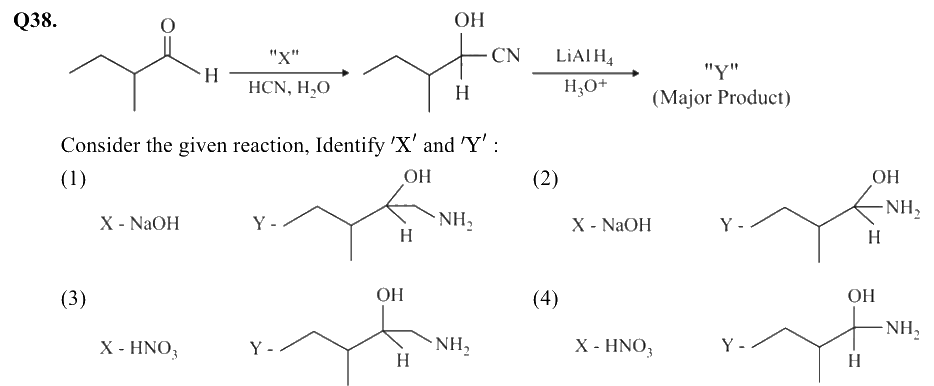 Q38.
O
H
"X"
HCN, H₂O
OH
CN
H
LiAlH₄
H₃O⁺
"Y"
(Major Product)
Consider the given reaction, Identify 'X' and 'Y' :
(1)
X - NaOH
Y -
OH
NH₂
H
(2)
X - NaOH
Y -
OH
NH₂
H
(3)
X - HNO₃
Y -
OH
NH₂
H
(4)
X - HNO₃
Y -
OH
NH₂
H